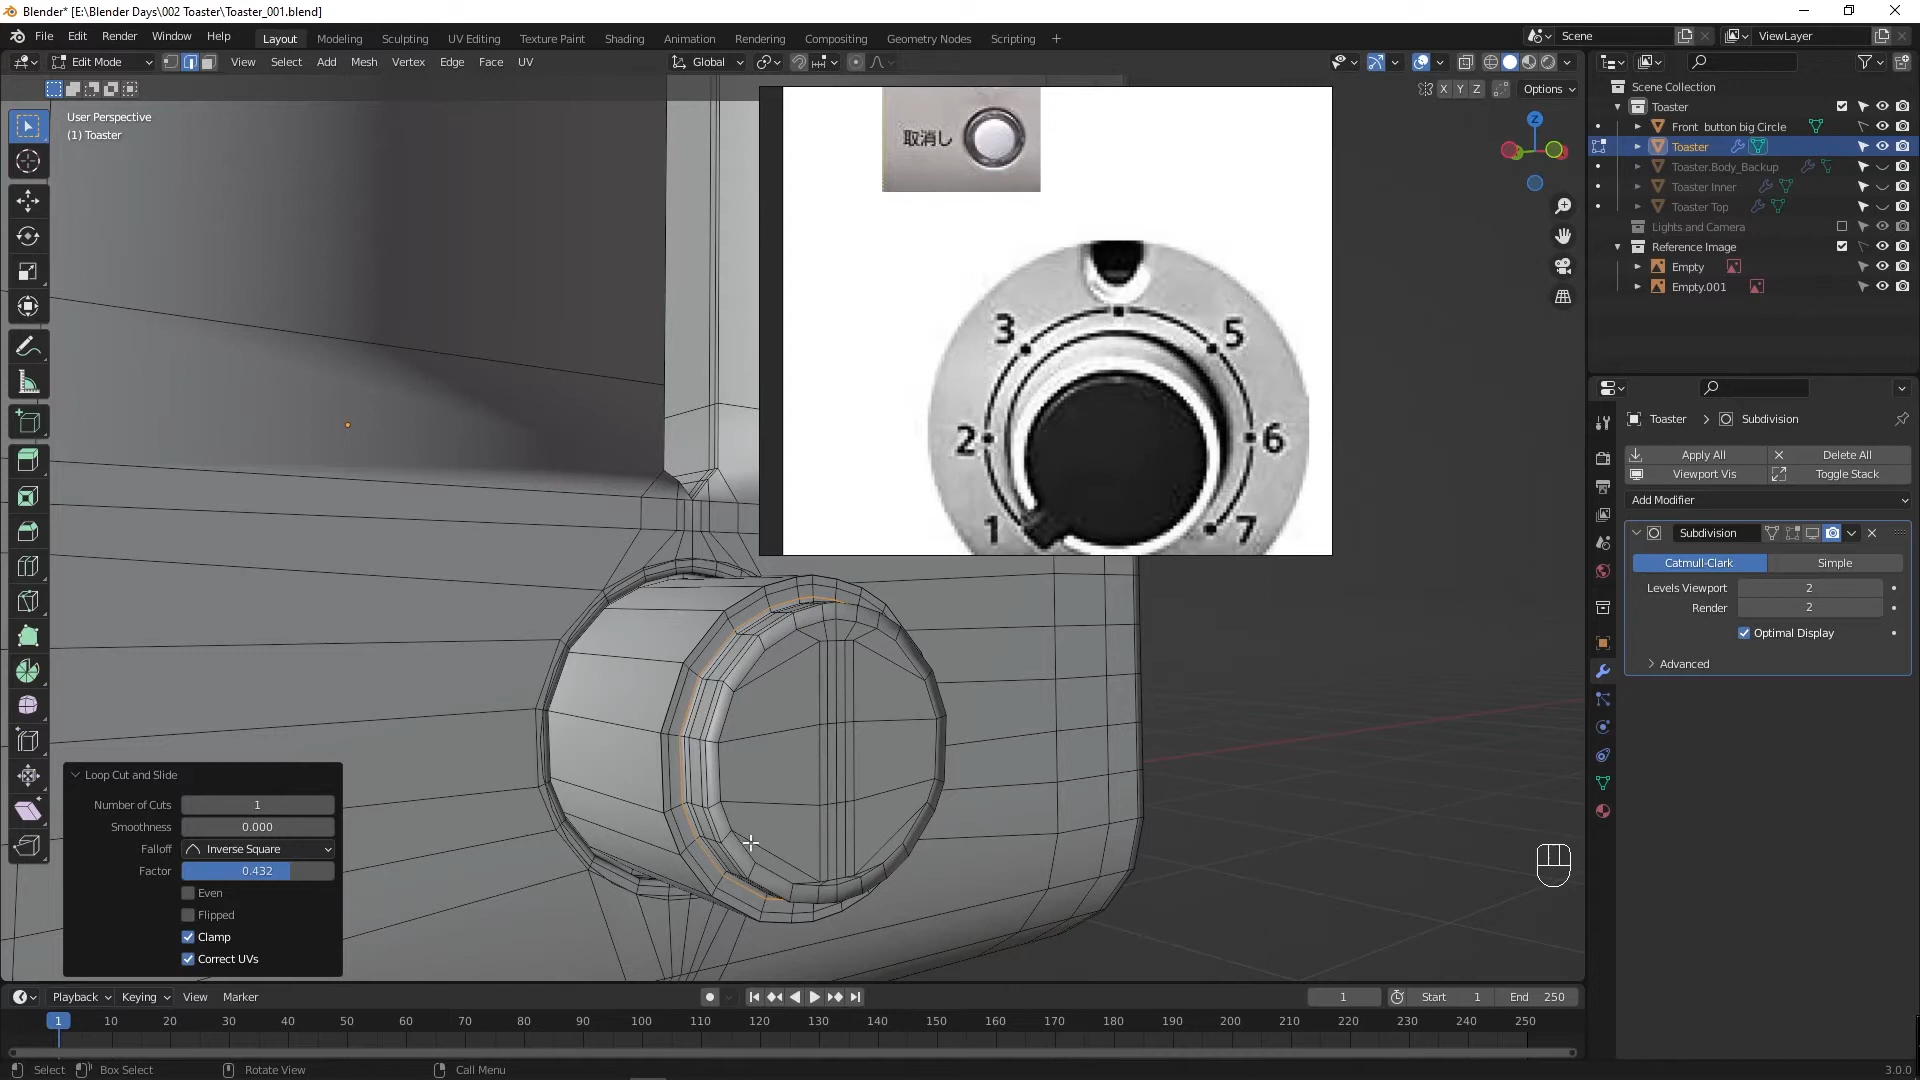 Blender* [E:\Blender Days\002 Toaster\Toaster_001.blend]
File Edit Render Window Help Layout Modeling Sculpting UV Editing Texture Paint Shading Animation Rendering Compositing Geometry Nodes Scripting Scene ViewLayer
Edit Mode View Select Add Mesh Vertex Edge Face UV Global
X Y Z Options
User Perspective
(1) Toaster
Z
取消し
3 5
2 6
1 7
Scene Collection
Toaster
Front button big Circle
Toaster
Toaster.Body_Backup
Toaster Inner
Toaster Top
Lights and Camera
Reference Image
Empty
Empty.001
Toaster > Subdivision
Apply All Delete All
Viewport Vis Toggle Stack
Add Modifier
Subdivision
Catmull-Clark Simple
Levels Viewport 2
Render 2
Optimal Display
Advanced
Loop Cut and Slide
Number of Cuts 1
Smoothness 0.000
Falloff Inverse Square
Factor 0.432
Even
Flipped
Clamp
Correct UVs
Playback Keying View Marker 1 Start 1 End 250
1 10 20 30 40 50 60 70 80 90 100 110 120 130 140 150 160 170 180 190 200 210 220 230 240 250
Select Box Select Rotate View Call Menu 3.0.0